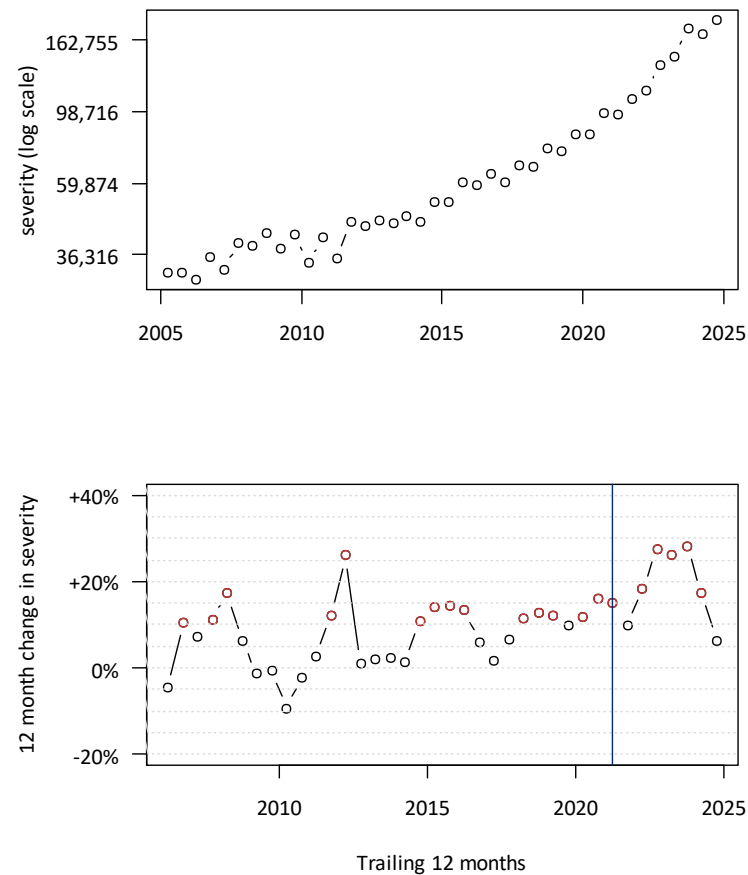 severity (log scale)
162,755
98,716
59,874
36,316
2005 2010 2015 2020 2025
12 month change in severity
+40%
+20%
0%
-20%
2010 2015 2020 2025
Trailing 12 months